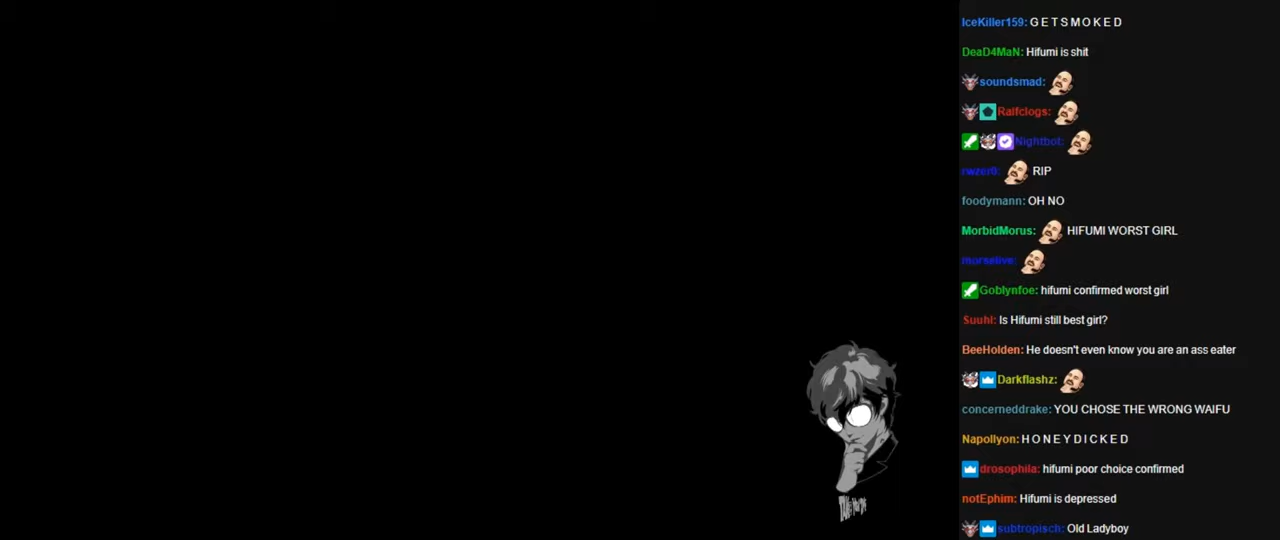 IceKiller159: G E T S M O K E D
DeaD4MaN: Hifumi is shit
soundsmad:
Ralfclogs:
Nightbot:
rwzer0: RIP
foodymann: OH NO
MorbidMorus: HIFUMI WORST GIRL
morselive:
Goblynfoe: hifumi confirmed worst girl
Suuhl: Is Hifumi still best girl?
BeeHolden: He doesn't even know you are an ass eater
Darkflashz:
concerneddrake: YOU CHOSE THE WRONG WAIFU
Napollyon: H O N E Y D I C K E D
drosophila: hifumi poor choice confirmed
notEphim: Hifumi is depressed
subtropisch: Old Ladyboy
TAKE YOUR